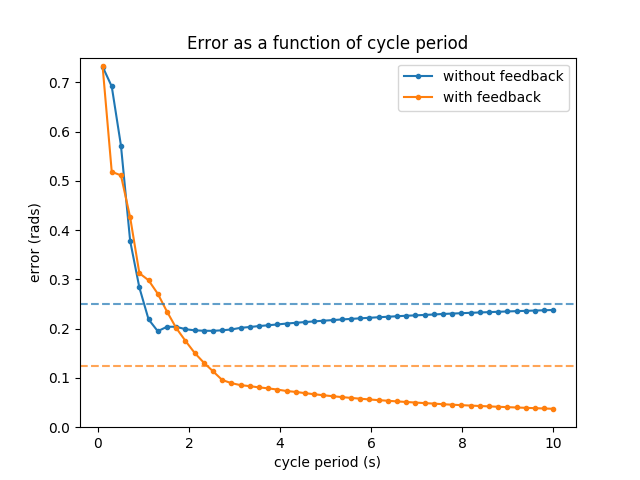 Error as a function of cycle period
without feedback
with feedback
error (rads)
0.7
0.6
0.5
0.4
0.3
0.2
0.1
0.0
0 2 4 6 8 10
cycle period (s)